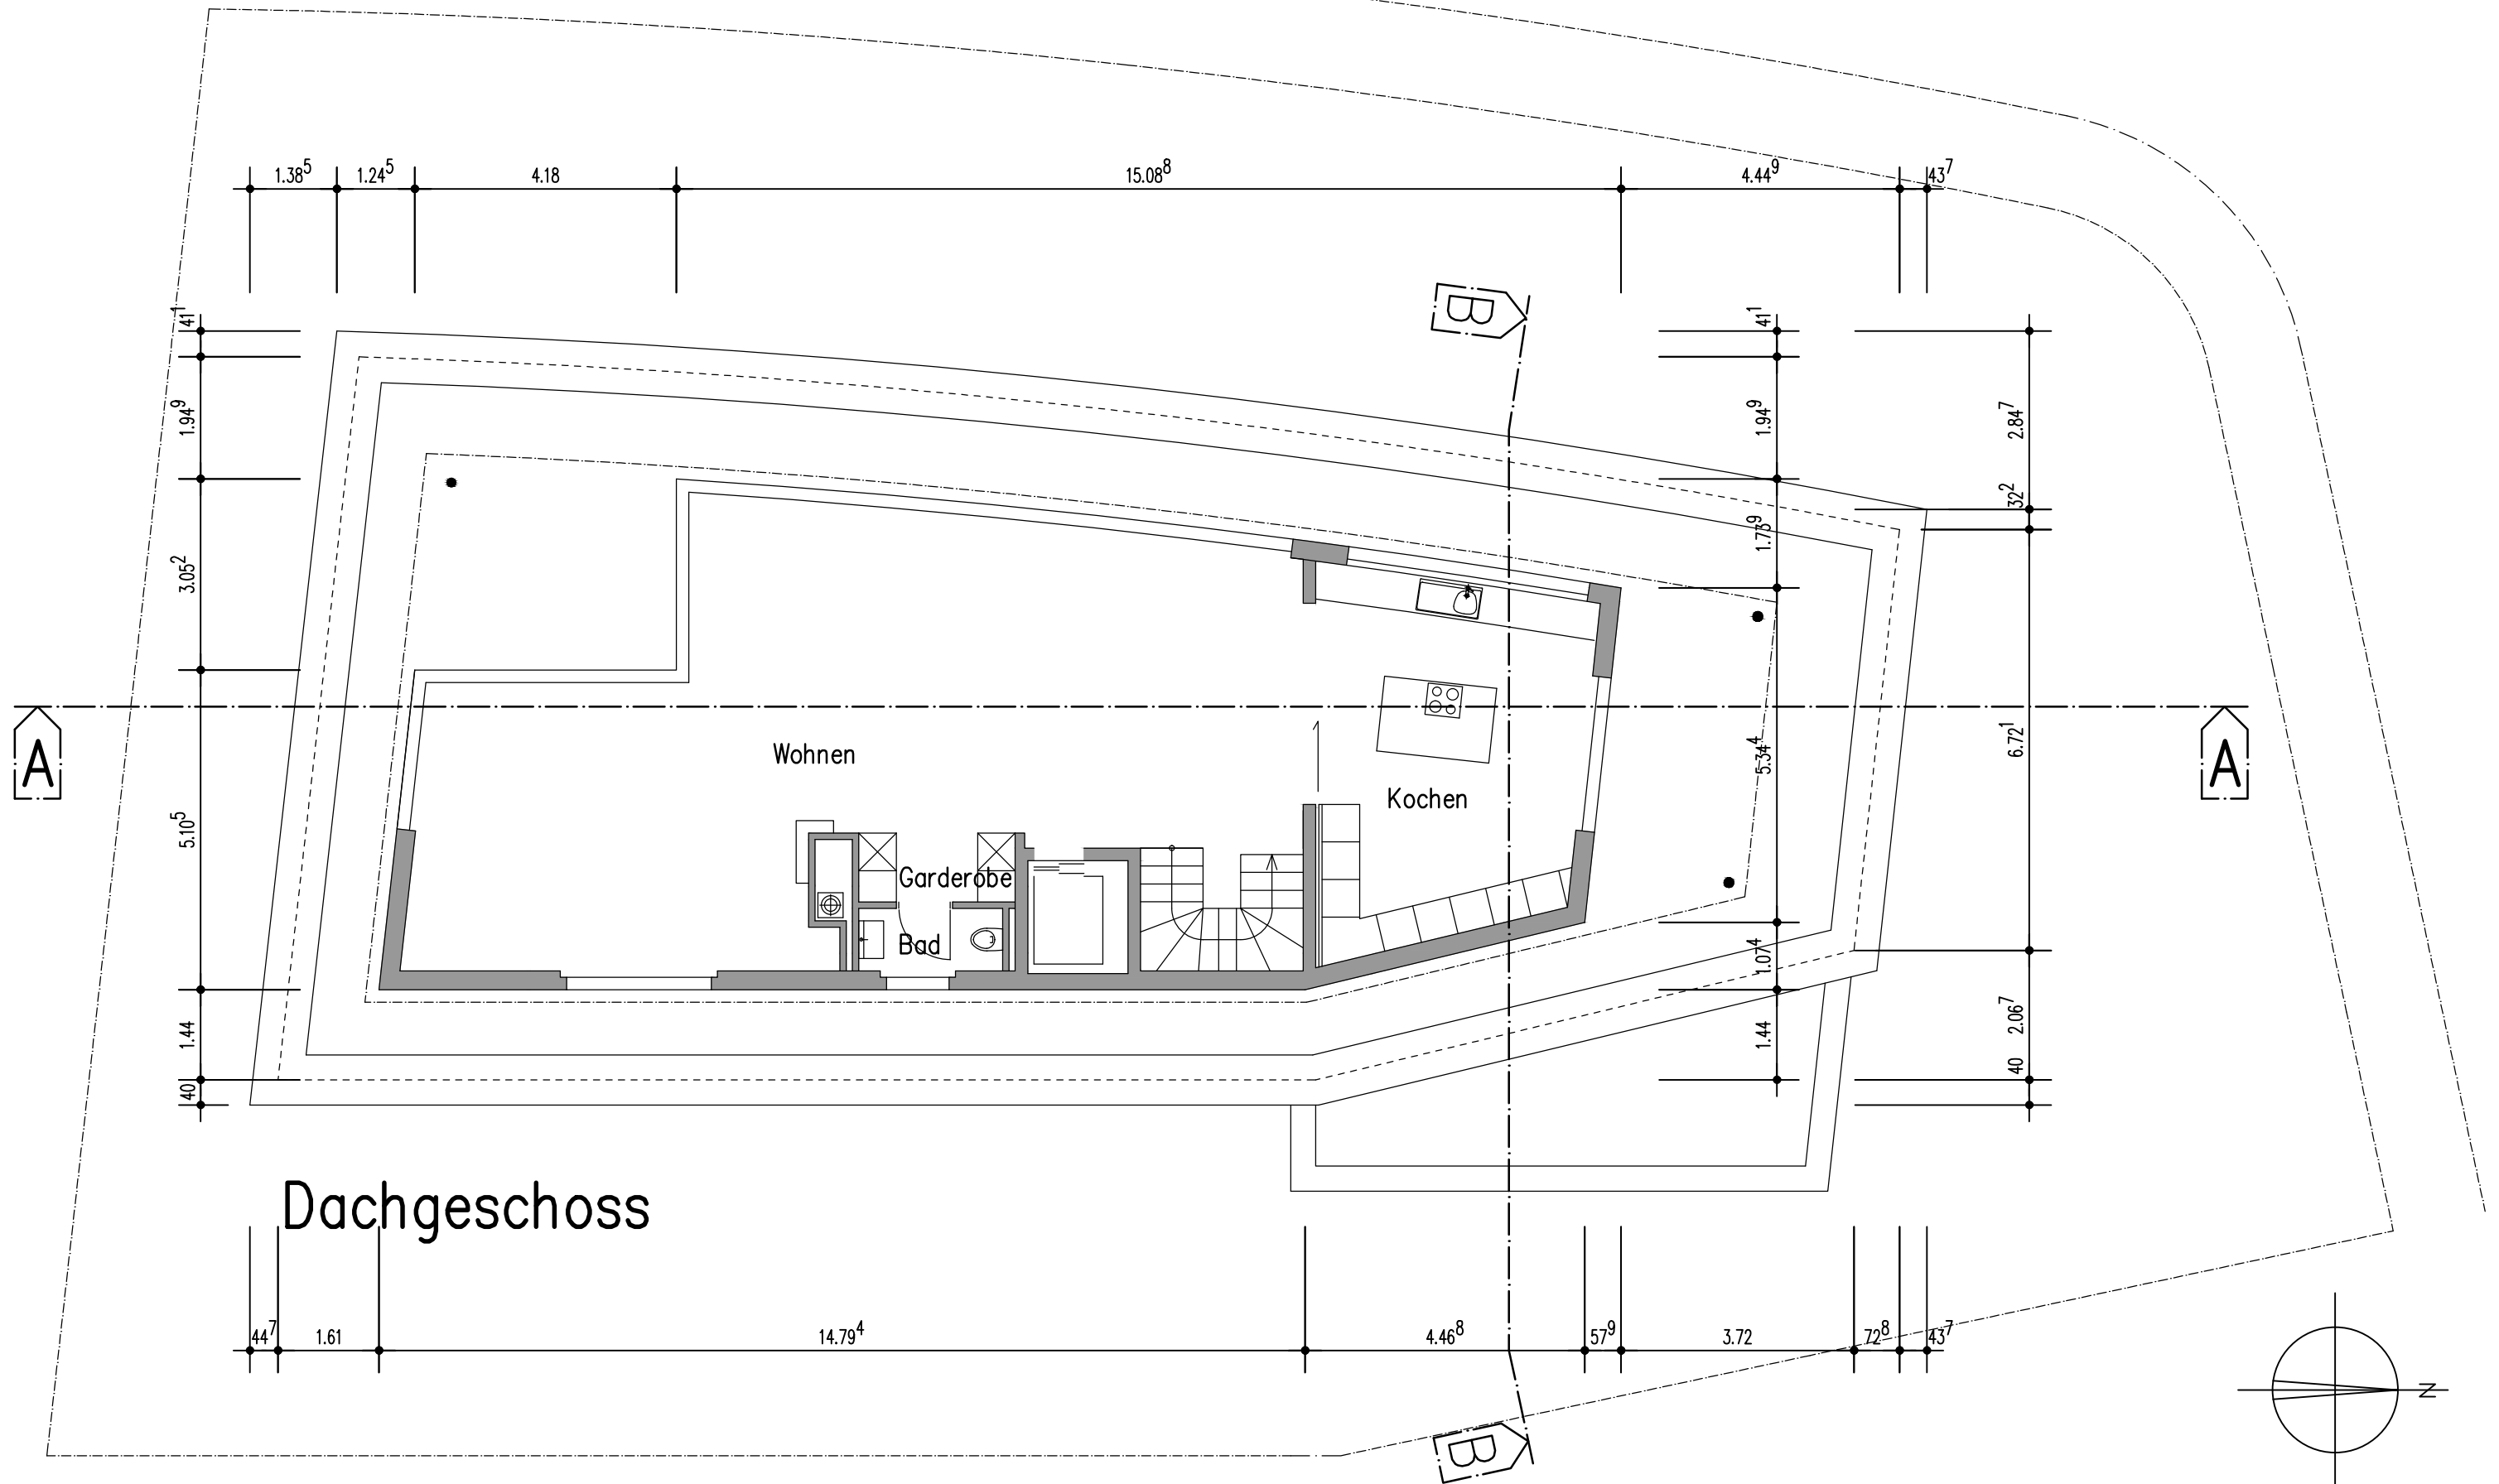 1.38⁵ 1.24⁵ 4.18 15.08⁸ 4.44⁹ 43⁷
B
41¹
1.94⁹
3.05²
5.10⁵
1.44
40
41¹
1.94⁹
1.73⁹
5.34⁴
1.07⁴
1.44
2.84⁷
32²
6.72¹
2.06⁷
40
A
A
Wohnen
Kochen
Garderobe
Bad
Dachgeschoss
44⁷ 1.61 14.79⁴ 4.46⁸ 57⁹ 3.72 72⁸ 43⁷
B
N